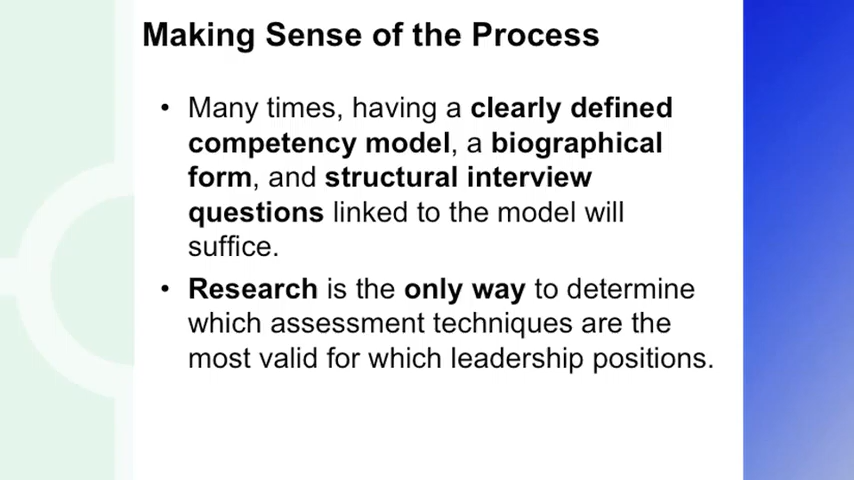 Making Sense of the Process
• Many times, having a clearly defined
competency model, a biographical
form, and structural interview
questions linked to the model will
suffice.
• Research is the only way to determine
which assessment techniques are the
most valid for which leadership positions.